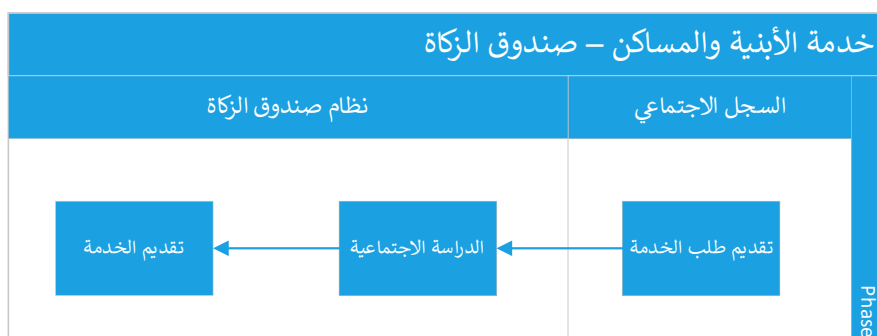 خدمة الأبنية والمساكن – صندوق الزكاة
السجل الاجتماعي
نظام صندوق الزكاة
تقديم طلب الخدمة
الدراسة الاجتماعية
تقديم الخدمة
Phase